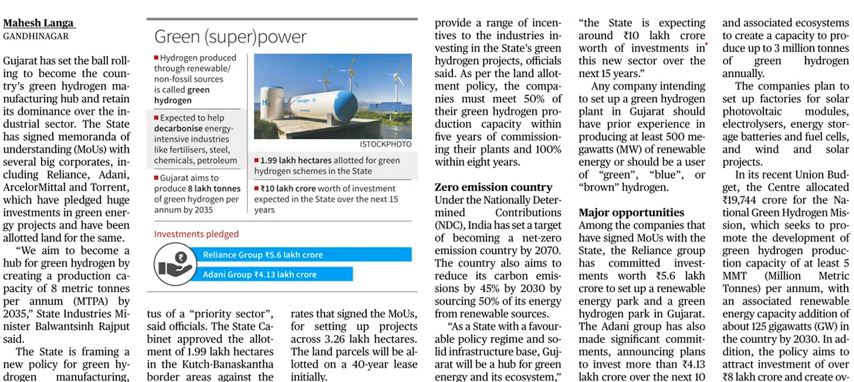 Mahesh Langa
GANDHINAGAR
Gujarat has set the ball roll-
ing to become the coun-
try's green hydrogen ma-
nufacturing hub and retain
its dominance over the in-
dustrial sector. The State
has signed memoranda of
understanding (MoUs) with
several big corporates, in-
cluding Reliance, Adani,
ArcelorMittal and Torrent,
which have pledged huge
investments in green ener-
gy projects and have been
allotted land for the same.
"We aim to become a
hub for green hydrogen by
creating a production ca-
pacity of 8 metric tonnes
per annum (MTPA) by
2035," State Industries Mi-
nister Balwantsinh Rajput
said.
The State is framing a
new policy for green hy-
drogen manufacturing,
Green (super)power
Hydrogen produced
through renewable/
non-fossil sources
is called green
hydrogen
Expected to help
decarbonise energy-
intensive industries
like fertilisers, steel,
chemicals, petroleum
Gujarat aims to
produce 8 lakh tonnes
of green hydrogen per
annum by 2035
ISTOCKPHOTO
1.99 lakh hectares allotted for green
hydrogen schemes in the State
₹10 lakh crore worth of investment
expected in the State over the next 15
years
Investments pledged
Reliance Group ₹5.6 lakh crore
Adani Group ₹4.13 lakh crore
tus of a "priority sector",
said officials. The State Ca-
binet approved the allot-
ment of 1.99 lakh hectares
in the Kutch-Banaskantha
border areas against the
rates that signed the MoUs,
for setting up projects
across 3.26 lakh hectares.
The land parcels will be al-
lotted on a 40-year lease
initially.
provide a range of incen-
tives to the industries in-
vesting in the State's green
hydrogen projects, officials
said. As per the land allot-
ment policy, the compa-
nies must meet 50% of
their green hydrogen pro-
duction capacity within
five years of commission-
ing their plants and 100%
within eight years.
Zero emission country
Under the Nationally Deter-
mined Contributions
(NDC), India has set a target
of becoming a net-zero
emission country by 2070.
The country also aims to
reduce its carbon emis-
sions by 45% by 2030 by
sourcing 50% of its energy
from renewable sources.
"As a State with a favour-
able policy regime and so-
lid infrastructure base, Guj-
arat will be a hub for green
energy and its ecosystem,"
"the State is expecting
around ₹10 lakh crore
worth of investments in
this new sector over the
next 15 years."
Any company intending
to set up a green hydrogen
plant in Gujarat should
have prior experience in
producing at least 500 me-
gawatts (MW) of renewable
energy or should be a user
of "green", "blue", or
"brown" hydrogen.
Major opportunities
Among the companies that
have signed MoUs with the
State, the Reliance group
has committed invest-
ments worth ₹5.6 lakh
crore to set up a renewable
energy park and a green
hydrogen park in Gujarat.
The Adani group has also
made significant commit-
ments, announcing plans
to invest more than ₹4.13
lakh crore over the next 10
and associated ecosystems
to create a capacity to pro-
duce up to 3 million tonnes
of green hydrogen
annually.
The companies plan to
set up factories for solar
photovoltaic modules,
electrolysers, energy stor-
age batteries and fuel cells,
and wind and solar
projects.
In its recent Union Bud-
get, the Centre allocated
₹19,744 crore for the Na-
tional Green Hydrogen Mis-
sion, which seeks to pro-
mote the development of
green hydrogen produc-
tion capacity of at least 5
MMT (Million Metric
Tonnes) per annum, with
an associated renewable
energy capacity addition of
about 125 gigawatts (GW) in
the country by 2030. In ad-
dition, the policy aims to
attract investment of over
₹8 lakh crore and create ov-